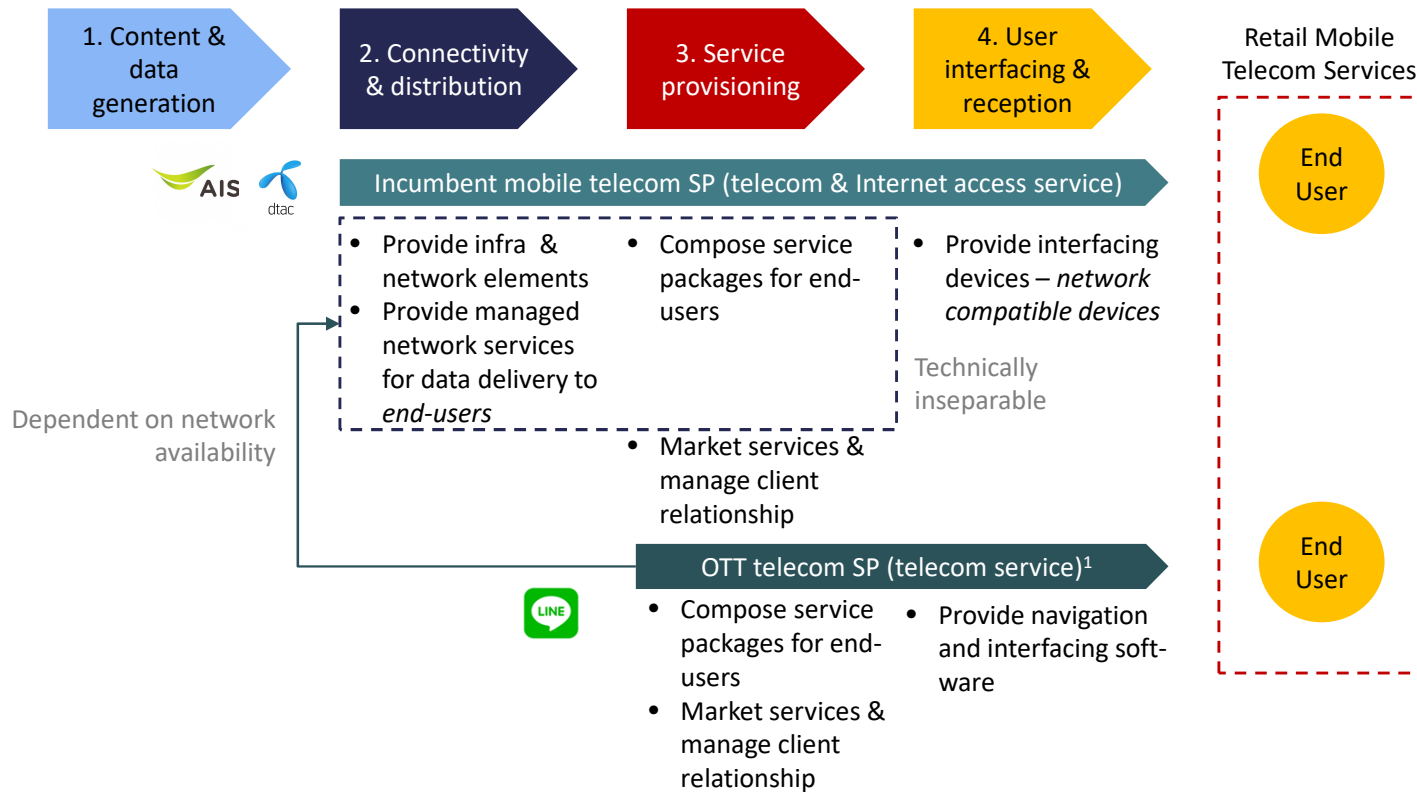 1. Content &
data
generation
2. Connectivity
& distribution
3. Service
provisioning
4. User
interfacing &
reception
Retail Mobile
Telecom Services
AIS
dtac
Incumbent mobile telecom SP (telecom & Internet access service)
End
User
• Provide infra & 
network elements
• Provide managed
network services
for data delivery to
end-users
• Compose service
packages for end-
users
• Provide interfacing
devices – network
compatible devices
Technically
inseparable
Dependent on network
availability
• Market services &
manage client
relationship
OTT telecom SP (telecom service)1
End
User
LINE
• Compose service
packages for end-
users
• Market services &
manage client
relationship
• Provide navigation
and interfacing soft-
ware